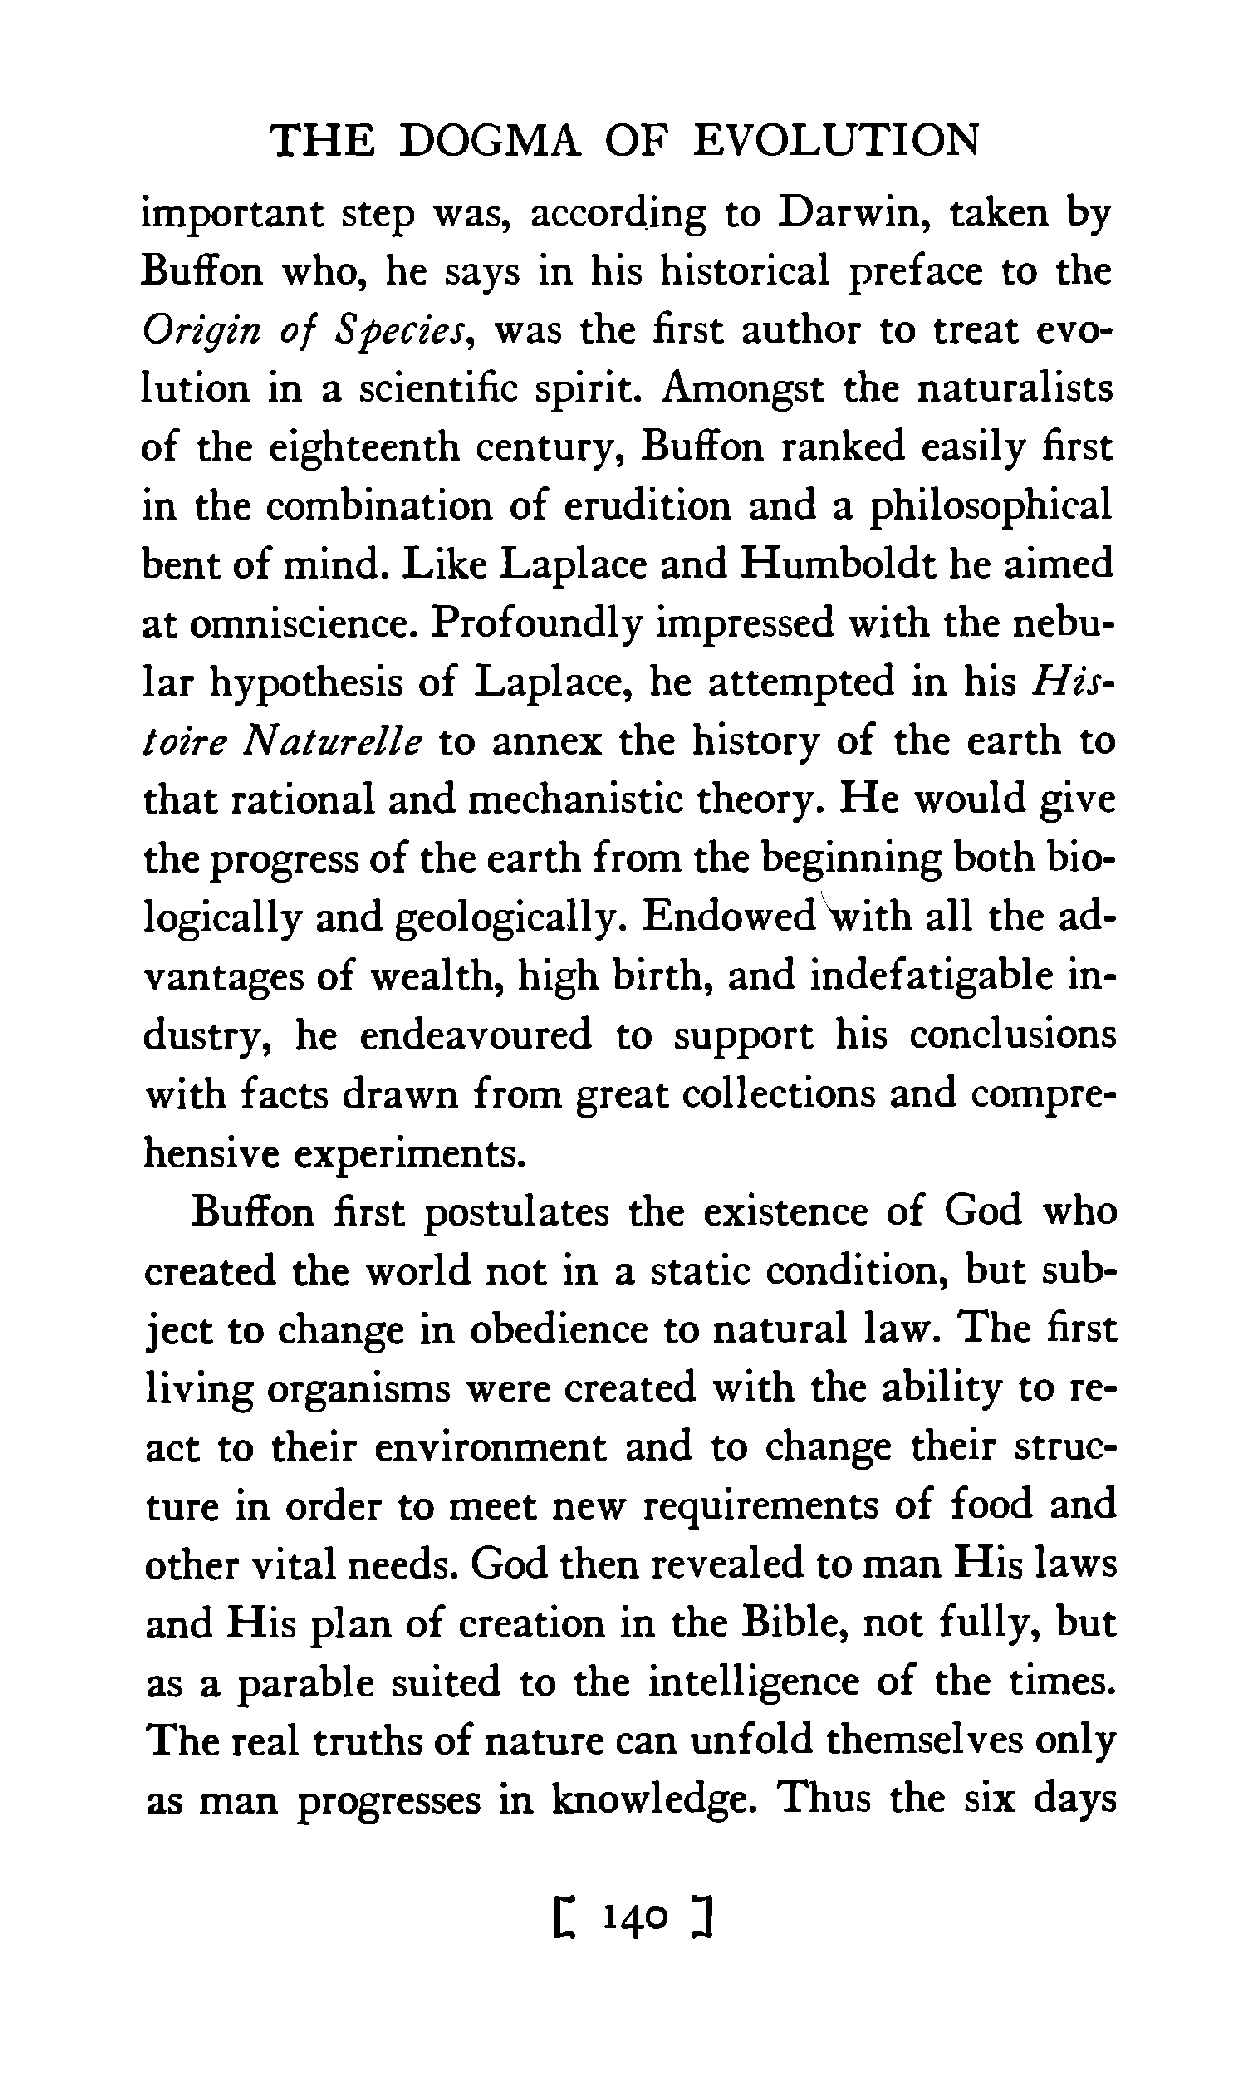 THE DOGMA OF EVOLUTION
important step was, according to Darwin, taken by
Buffon who, he says in his historical preface to the
Origin of Species, was the first author to treat evo-
lution in a scientific spirit. Amongst the naturalists
of the eighteenth century, Buffon ranked easily first
in the combination of erudition and a philosophical
bent of mind. Like Laplace and Humboldt he aimed
at omniscience. Profoundly impressed with the nebu-
lar hypothesis of Laplace, he attempted in his His-
toire Naturelle to annex the history of the earth to
that rational and mechanistic theory. He would give
the progress of the earth from the beginning both bio-
logically and geologically. Endowed with all the ad-
vantages of wealth, high birth, and indefatigable in-
dustry, he endeavoured to support his conclusions
with facts drawn from great collections and compre-
hensive experiments.
Buffon first postulates the existence of God who
created the world not in a static condition, but sub-
ject to change in obedience to natural law. The first
living organisms were created with the ability to re-
act to their environment and to change their struc-
ture in order to meet new requirements of food and
other vital needs. God then revealed to man His laws
and His plan of creation in the Bible, not fully, but
as a parable suited to the intelligence of the times.
The real truths of nature can unfold themselves only
as man progresses in knowledge. Thus the six days
[ 140 ]